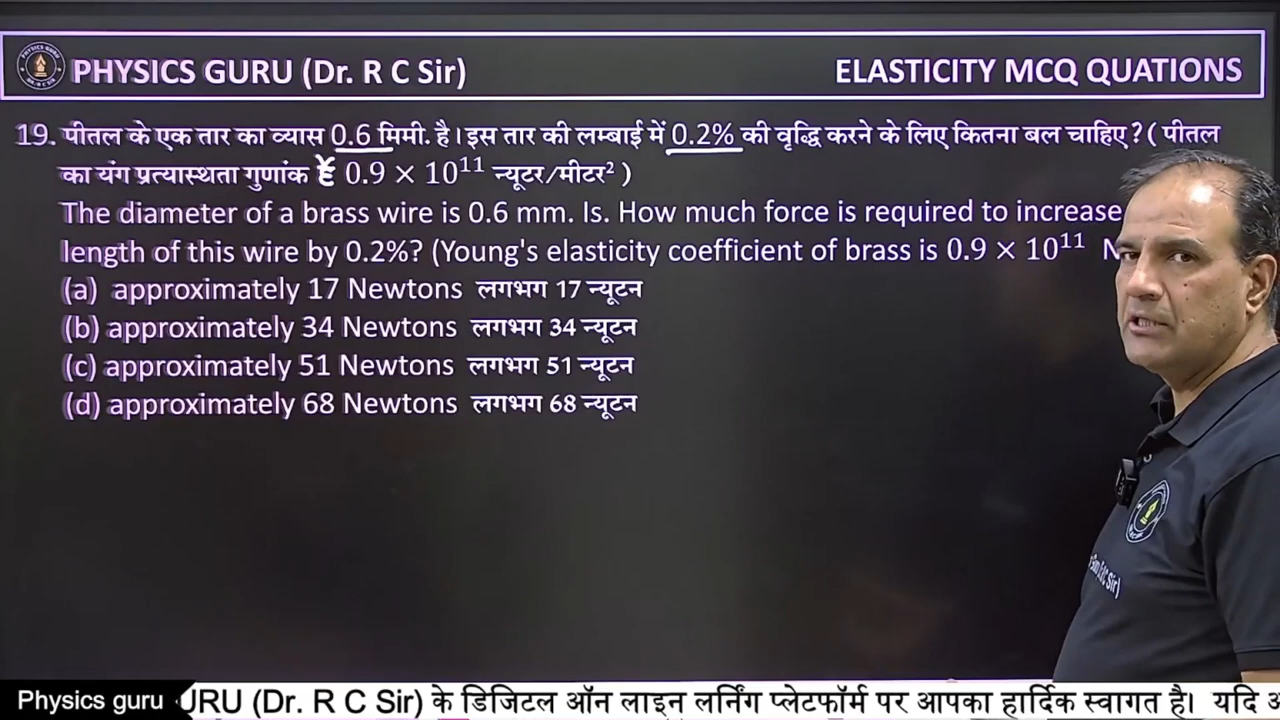 PHYSICS GURU (Dr. R C Sir)
ELASTICITY MCQ QUATIONS
19. पीतल के एक तार का व्यास 0.6 मिमी. है। इस तार की लम्बाई में 0.2% की वृद्धि करने के लिए कितना बल चाहिए ? ( पीतल
का यंग प्रत्यास्थता गुणांक 0.9 × 10¹¹ न्यूटर/मीटर² )
The diameter of a brass wire is 0.6 mm. Is. How much force is required to increase
length of this wire by 0.2%? (Young's elasticity coefficient of brass is 0.9 × 10¹¹ N
(a) approximately 17 Newtons लगभग 17 न्यूटन
(b) approximately 34 Newtons लगभग 34 न्यूटन
(c) approximately 51 Newtons लगभग 51 न्यूटन
(d) approximately 68 Newtons लगभग 68 न्यूटन
Physics guru URU (Dr. R C Sir) के डिजिटल ऑन लाइन लर्निंग प्लेटफॉर्म पर आपका हार्दिक स्वागत है। यदि